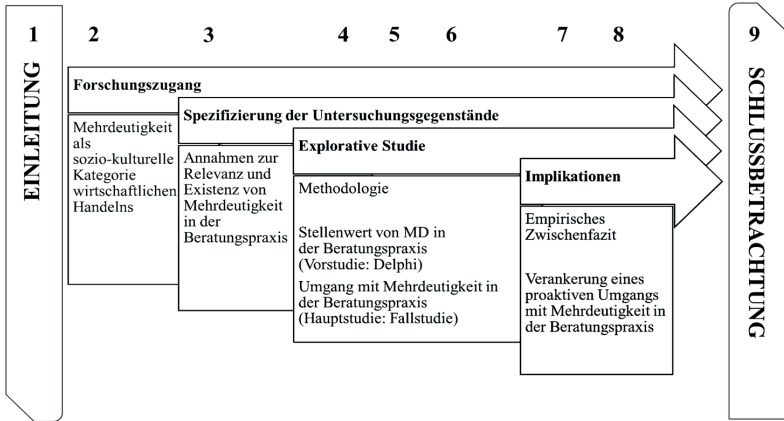 1
2
3
4
5
6
7
8
9
EINLEITUNG
Forschungszugang
Mehrdeutigkeit
als
sozio-kulturelle
Kategorie
wirtschaftlichen
Handelns
Spezifizierung der Untersuchungsgegenstände
Annahmen zur
Relevanz und
Existenz von
Mehrdeutigkeit
in der
Beratungspraxis
Explorative Studie
Methodologie
Stellenwert von MD in
der Beratungspraxis
(Vorstudie: Delphi)
Umgang mit Mehrdeutigkeit in
der Beratungspraxis
(Hauptstudie: Fallstudie)
Implikationen
Empirisches
Zwischenfazit
Verankerung eines
proaktiven Umgangs
mit Mehrdeutigkeit in
der Beratungspraxis
SCHLUSSBETRACHTUNG